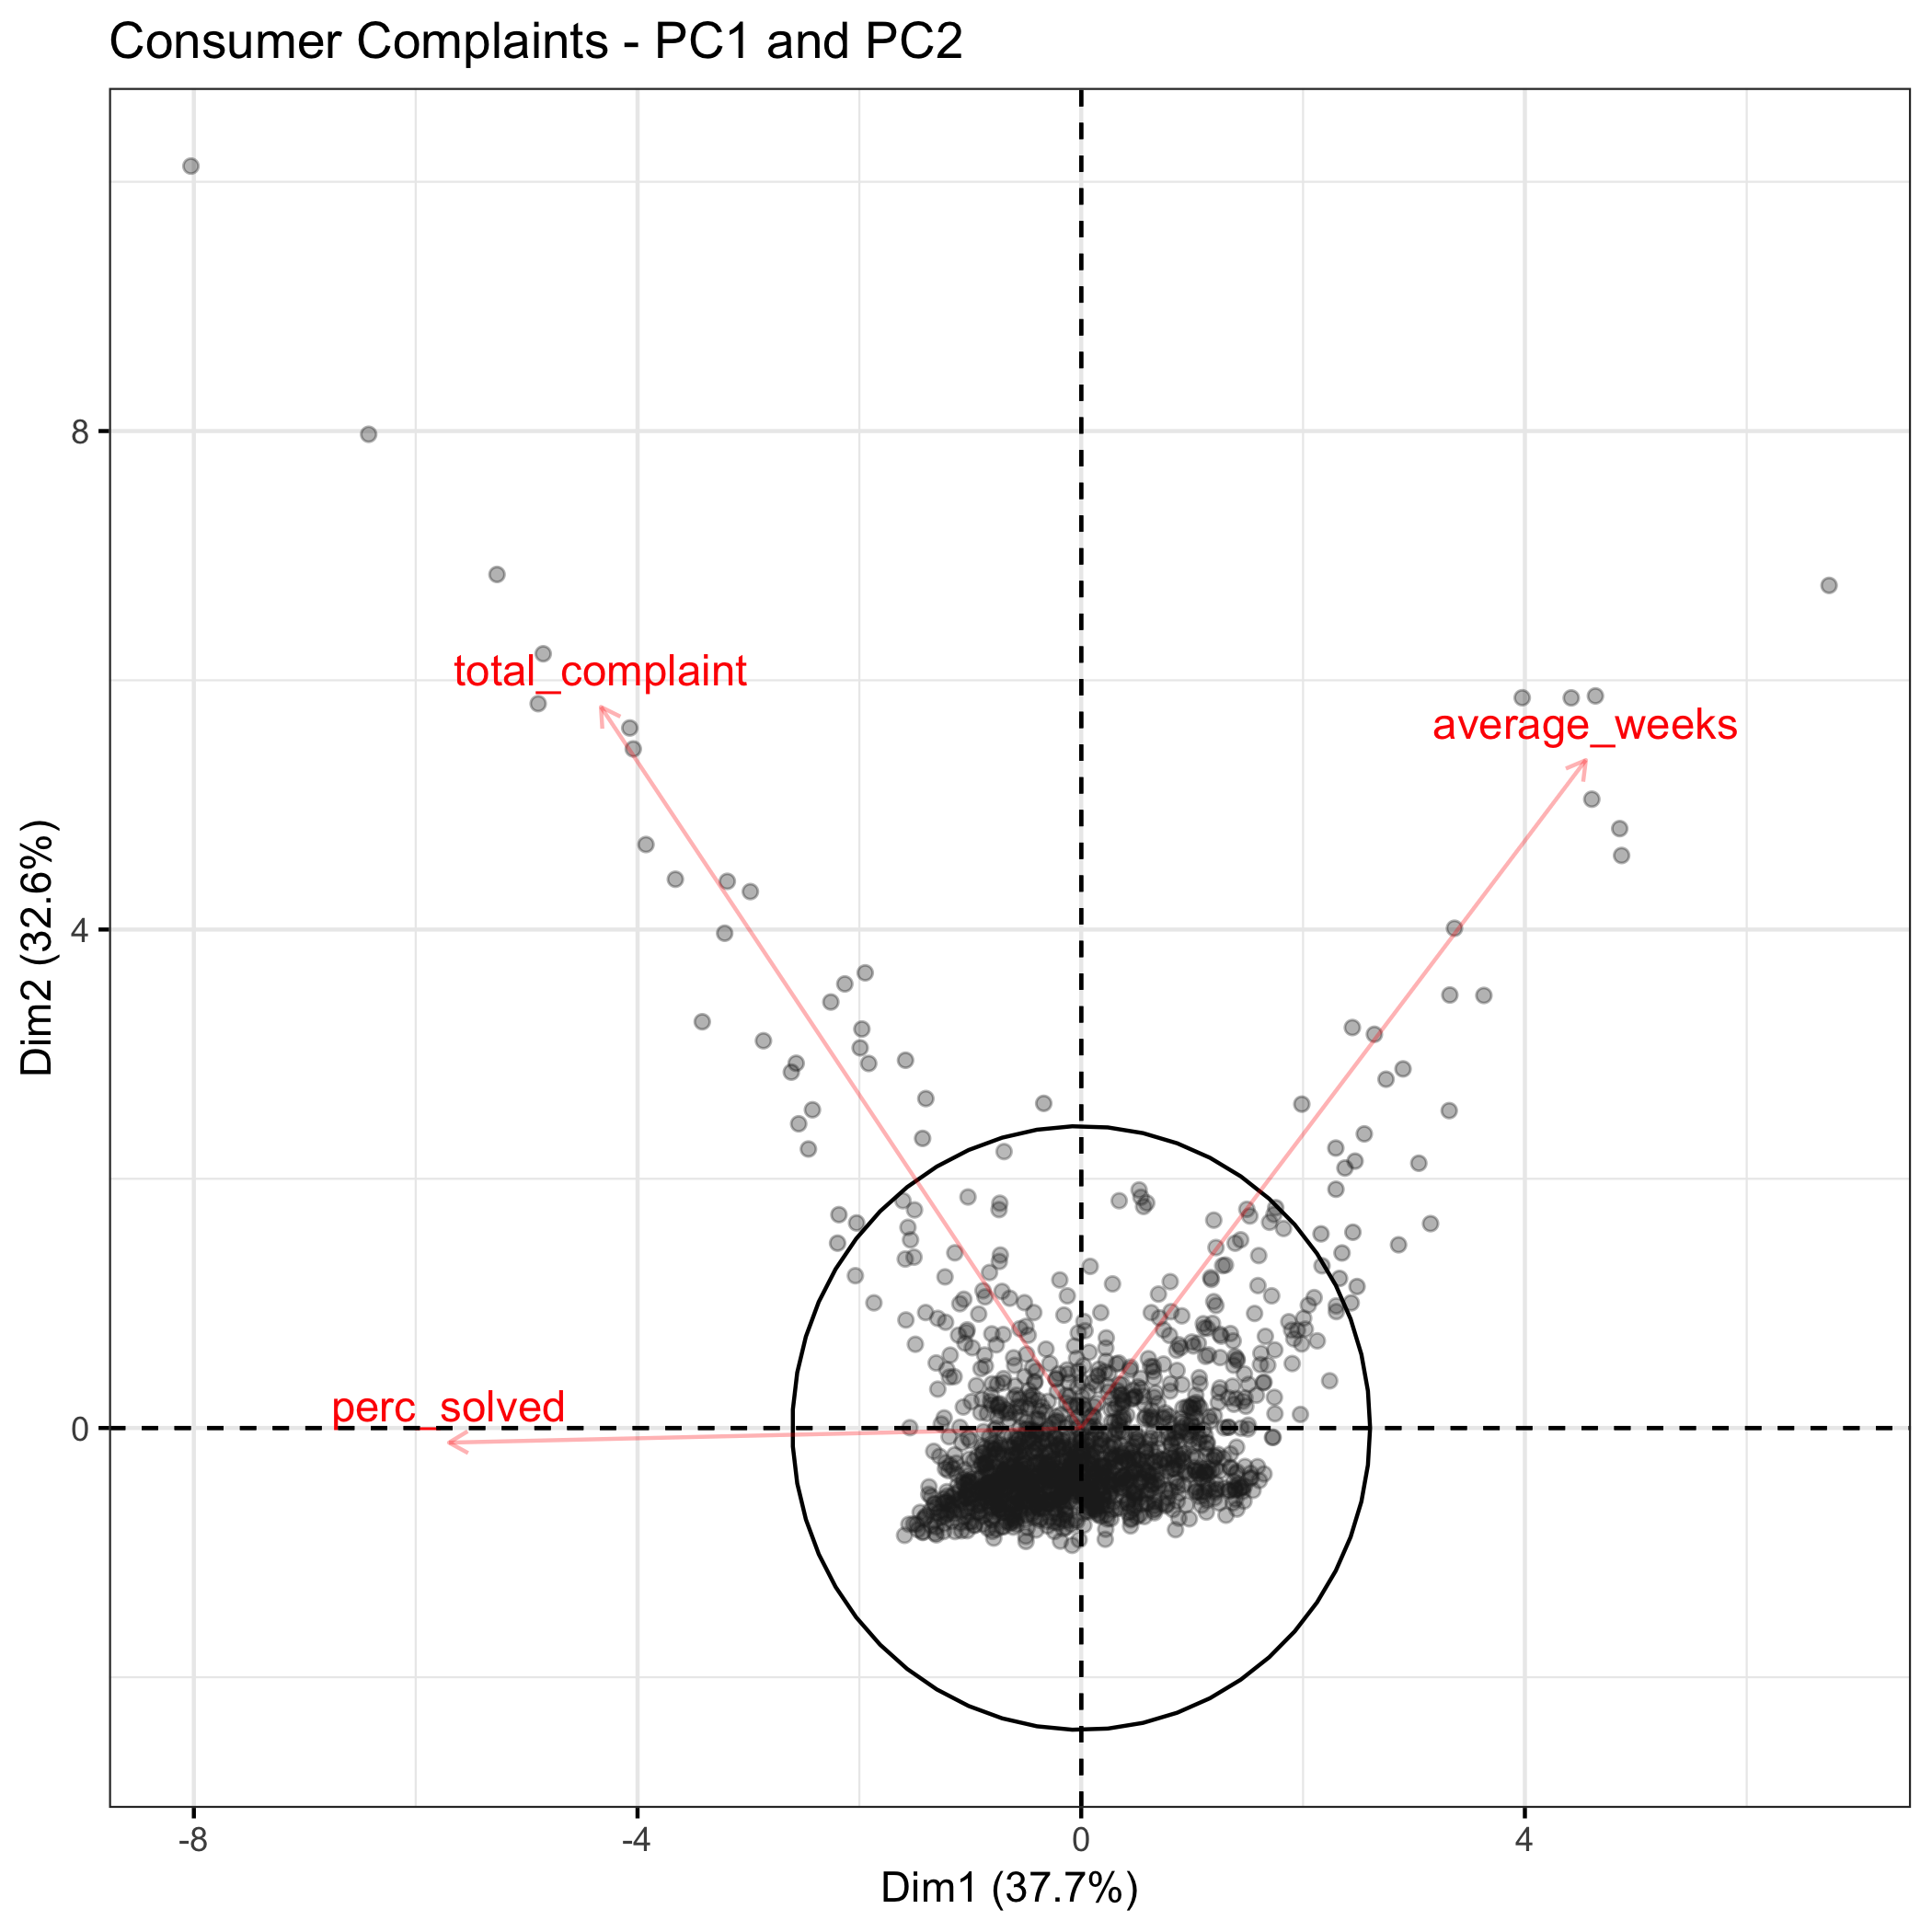 Consumer Complaints - PC1 and PC2
8
4
0
Dim2 (32.6%)
total_complaint
average_weeks
perc_solved
-8
-4
0
4
Dim1 (37.7%)